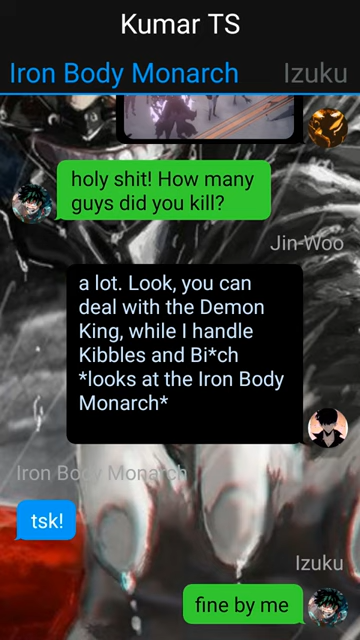 Kumar TS
Iron Body Monarch
Izuku
holy shit! How many
guys did you kill?
Jin-Woo
a lot. Look, you can
deal with the Demon
King, while I handle
Kibbles and Bi*ch
*looks at the Iron Body
Monarch*
Iron Body Monarch
tsk!
Izuku
fine by me